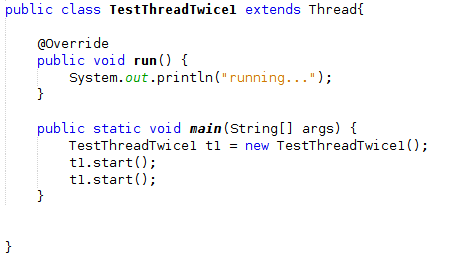 public class TestThreadTwice1 extends Thread{
@Override
public void run() {
System.out.println("running...");
}
public static void main(String[] args) {
TestThreadTwice1 t1 = new TestThreadTwice1();
t1.start();
t1.start();
}
}